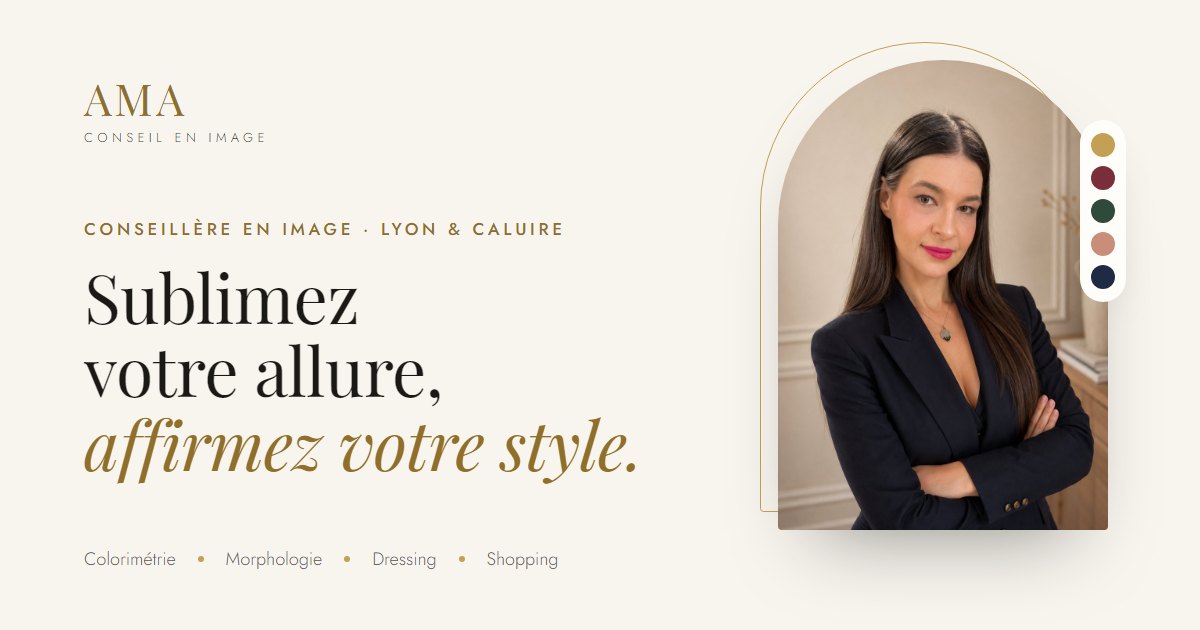 AMA
CONSEIL EN IMAGE
CONSEILLÈRE EN IMAGE · LYON & CALUIRE
Sublimez
votre allure,
affirmez votre style.
Colorimétrie • Morphologie • Dressing • Shopping